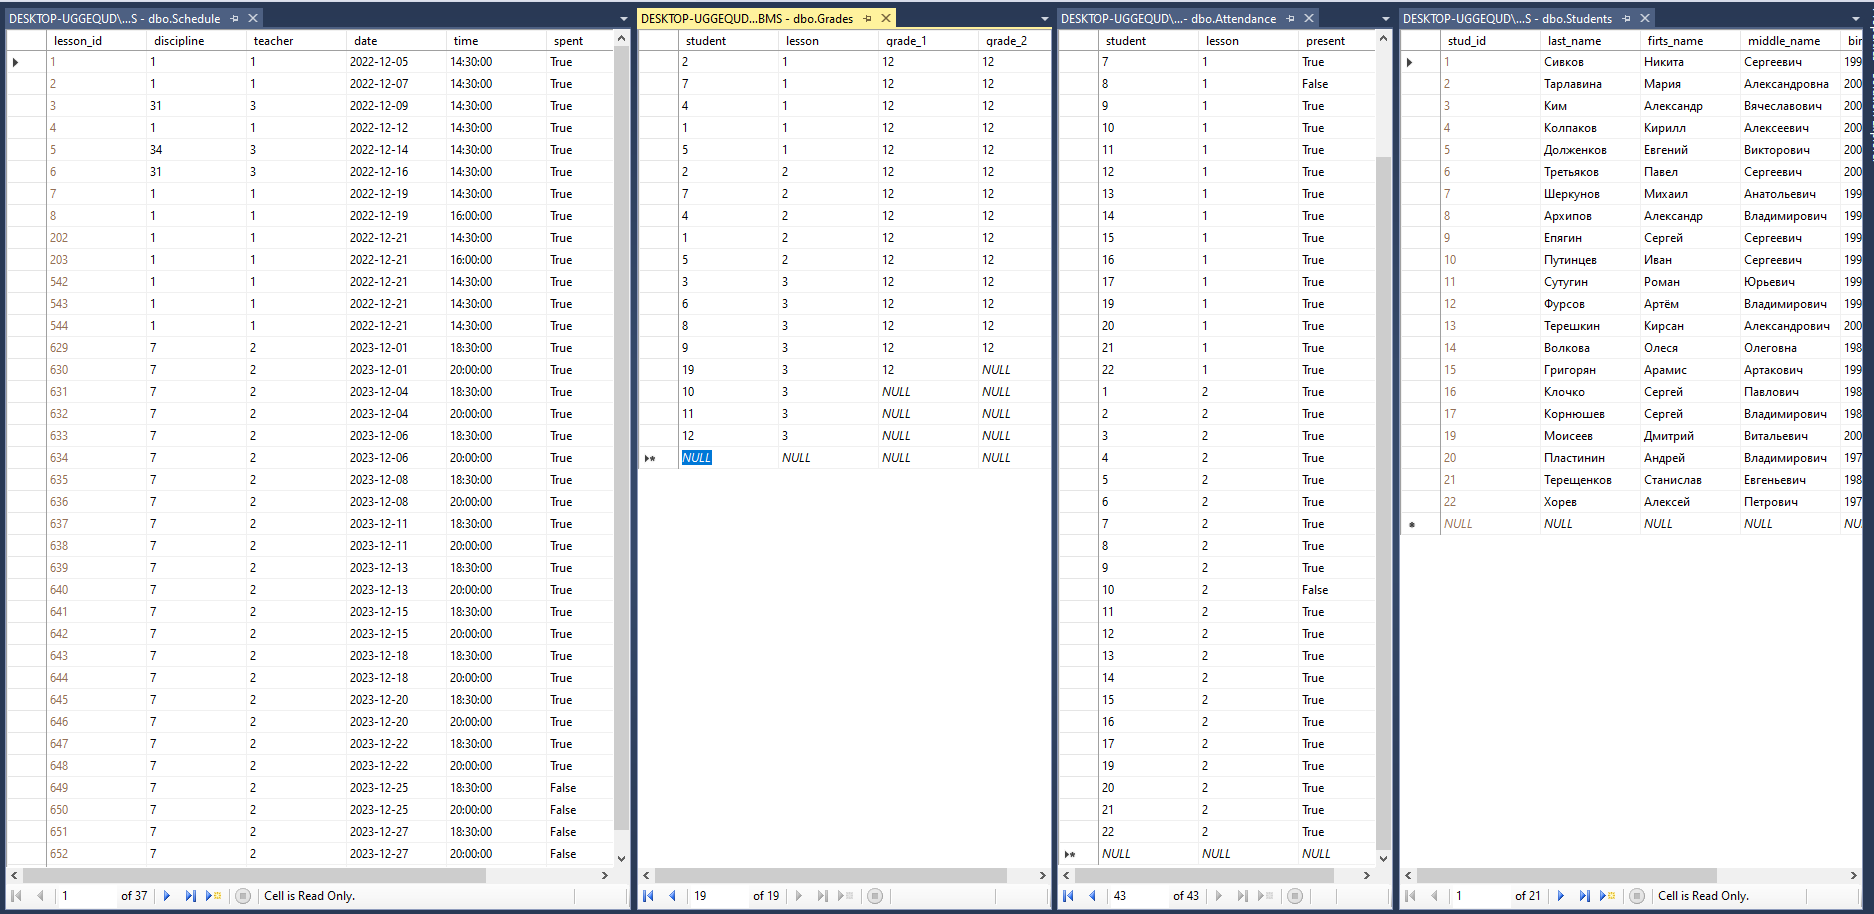 DESKTOP-UGGEQUD\...S - dbo.Schedule
lesson_id discipline teacher date time spent
1 1 1 2022-12-05 14:30:00 True
2 1 1 2022-12-07 14:30:00 True
3 31 3 2022-12-09 14:30:00 True
4 1 1 2022-12-12 14:30:00 True
5 34 3 2022-12-14 14:30:00 True
6 31 3 2022-12-16 14:30:00 True
7 1 1 2022-12-19 14:30:00 True
8 1 1 2022-12-19 16:00:00 True
202 1 1 2022-12-21 14:30:00 True
203 1 1 2022-12-21 16:00:00 True
542 1 1 2022-12-21 14:30:00 True
543 1 1 2022-12-21 14:30:00 True
544 1 1 2022-12-21 14:30:00 True
629 7 2 2023-12-01 18:30:00 True
630 7 2 2023-12-01 20:00:00 True
631 7 2 2023-12-04 18:30:00 True
632 7 2 2023-12-04 20:00:00 True
633 7 2 2023-12-06 18:30:00 True
634 7 2 2023-12-06 20:00:00 True
635 7 2 2023-12-08 18:30:00 True
636 7 2 2023-12-08 20:00:00 True
637 7 2 2023-12-11 18:30:00 True
638 7 2 2023-12-11 20:00:00 True
639 7 2 2023-12-13 18:30:00 True
640 7 2 2023-12-13 20:00:00 True
641 7 2 2023-12-15 18:30:00 True
642 7 2 2023-12-15 20:00:00 True
643 7 2 2023-12-18 18:30:00 True
644 7 2 2023-12-18 20:00:00 True
645 7 2 2023-12-20 18:30:00 True
646 7 2 2023-12-20 20:00:00 True
647 7 2 2023-12-22 18:30:00 True
648 7 2 2023-12-22 20:00:00 True
649 7 2 2023-12-25 18:30:00 False
650 7 2 2023-12-25 20:00:00 False
651 7 2 2023-12-27 18:30:00 False
652 7 2 2023-12-27 20:00:00 False
1 of 37 Cell is Read Only.
DESKTOP-UGGEQUD...BMS - dbo.Grades
student lesson grade_1 grade_2
2 1 12 12
7 1 12 12
4 1 12 12
1 1 12 12
5 1 12 12
2 2 12 12
7 2 12 12
4 2 12 12
1 2 12 12
5 2 12 12
3 3 12 12
6 3 12 12
8 3 12 12
9 3 12 12
19 3 12 NULL
10 3 NULL NULL
11 3 NULL NULL
12 3 NULL NULL
NULL NULL NULL NULL
19 of 19
DESKTOP-UGGEQUD\...- dbo.Attendance
student lesson present
7 1 True
8 1 False
9 1 True
10 1 True
11 1 True
12 1 True
13 1 True
14 1 True
15 1 True
16 1 True
17 1 True
19 1 True
20 1 True
21 1 True
22 1 True
1 2 True
2 2 True
3 2 True
4 2 True
5 2 True
6 2 True
7 2 True
8 2 True
9 2 True
10 2 False
11 2 True
12 2 True
13 2 True
14 2 True
15 2 True
16 2 True
17 2 True
19 2 True
20 2 True
21 2 True
22 2 True
NULL NULL NULL
43 of 43
DESKTOP-UGGEQUD\...S - dbo.Students
stud_id last_name firts_name middle_name bir
1 Сивков Никита Сергеевич 199
2 Тарлавина Мария Александровна 200
3 Ким Александр Вячеславович 200
4 Колпаков Кирилл Алексеевич 200
5 Долженков Евгений Викторович 200
6 Третьяков Павел Сергеевич 200
7 Шеркунов Михаил Анатольевич 199
8 Архипов Александр Владимирович 199
9 Епягин Сергей Сергеевич 199
10 Путинцев Иван Сергеевич 199
11 Сутугин Роман Юрьевич 199
12 Фурсов Артём Владимирович 199
13 Терешкин Кирсан Александрович 199
14 Волкова Олеся Олеговна 198
15 Григорян Арамис Артакович 199
16 Клочко Сергей Павлович 198
17 Корнюшев Сергей Владимирович 198
19 Моисеев Дмитрий Витальевич 200
20 Пластинин Андрей Владимирович 197
21 Терещенков Станислав Евгеньевич 198
22 Хорев Алексей Петрович 197
NULL NULL NULL NULL NU
1 of 21 Cell is Read Only.